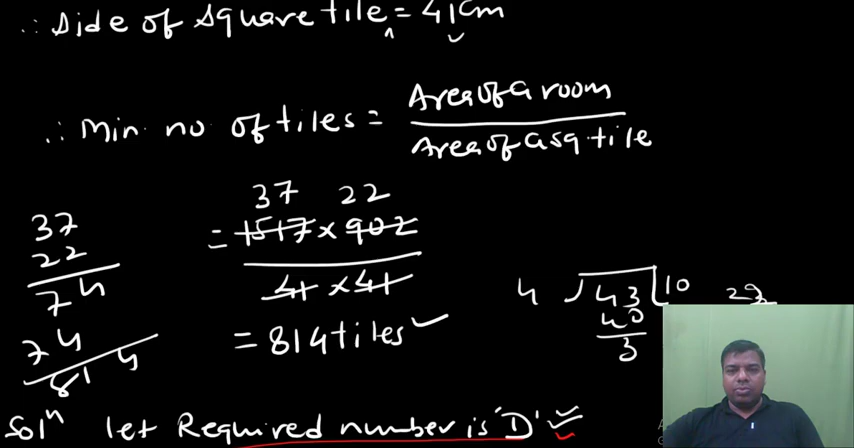 ∴ Side of square tile = 41cm
∴ Min. no of tiles = Area of a room
Area of a sq tile
37 22
= 1517 × 902
41 × 41
= 814 tiles
37
22
74
74
814
4 43 10
40
3
Solⁿ let Required number is 'D'